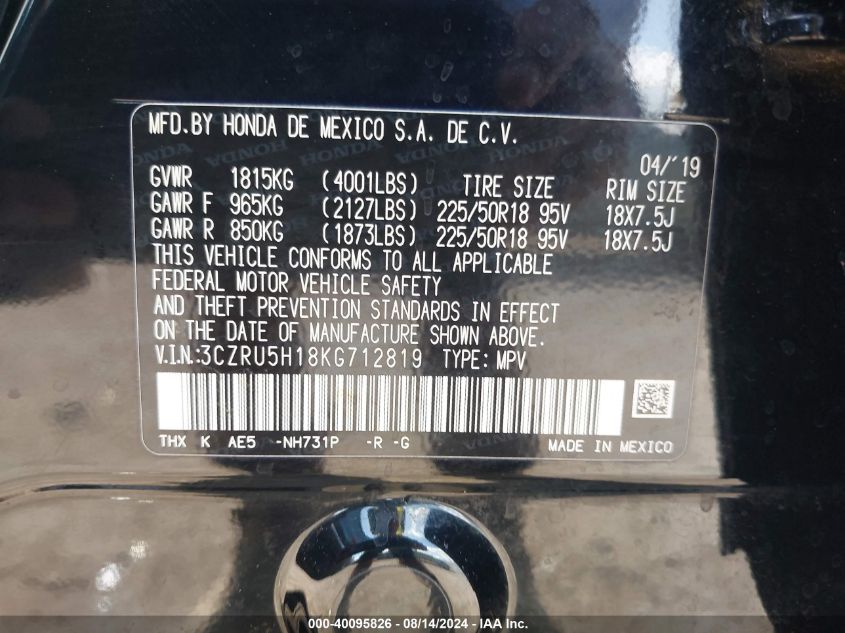 MFD.BY HONDA DE MEXICO S.A. DE C.V.
04/'19
GVWR 1815KG (4001LBS) TIRE SIZE RIM SIZE
GAWR F 965KG (2127LBS) 225/50R18 95V 18X7.5J
GAWR R 850KG (1873LBS) 225/50R18 95V 18X7.5J
THIS VEHICLE CONFORMS TO ALL APPLICABLE
FEDERAL MOTOR VEHICLE SAFETY
AND THEFT PREVENTION STANDARDS IN EFFECT
ON THE DATE OF MANUFACTURE SHOWN ABOVE.
V.I.N.:3CZRU5H18KG712819 TYPE: MPV
THX K AE5 -NH731P -R -G MADE IN MEXICO
000-40095826 - 08/14/2024 - IAA Inc.